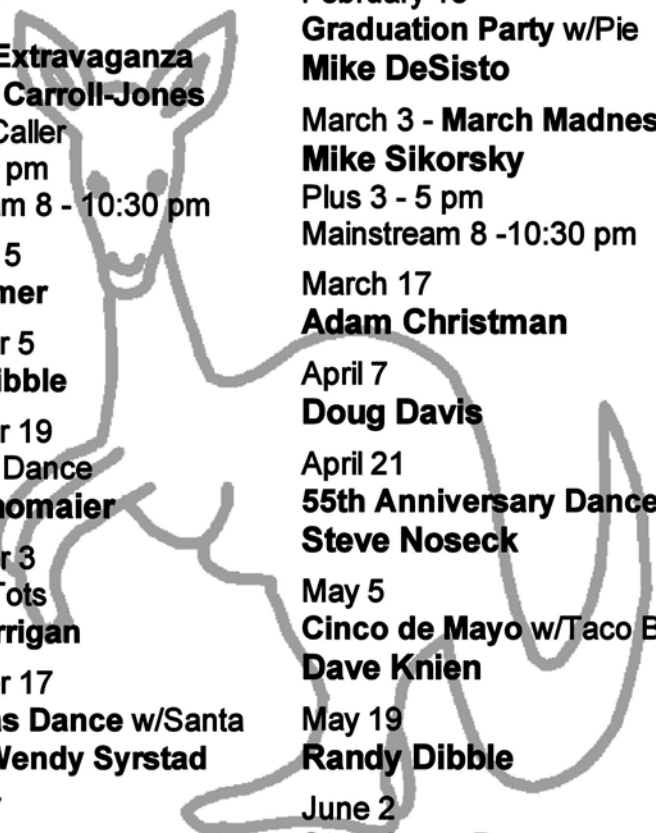 Extravaganza
Carroll-Jones
Caller
pm
m 8 - 10:30 pm
5
mer
r 5
ibble
r 19
Dance
omaier
r 3
Tots
rrigan
r 17
as Dance w/Santa
Wendy Syrstad
Graduation Party w/Pie
Mike DeSisto
March 3 - March Madnes
Mike Sikorsky
Plus 3 - 5 pm
Mainstream 8 -10:30 pm
March 17
Adam Christman
April 7
Doug Davis
April 21
55th Anniversary Dance
Steve Noseck
May 5
Cinco de Mayo w/Taco B
Dave Knien
May 19
Randy Dibble
June 2